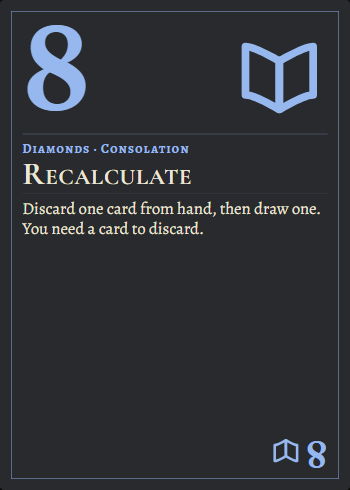 8
Diamonds · Consolation
Recalculate
Discard one card from hand, then draw one.
You need a card to discard.
8